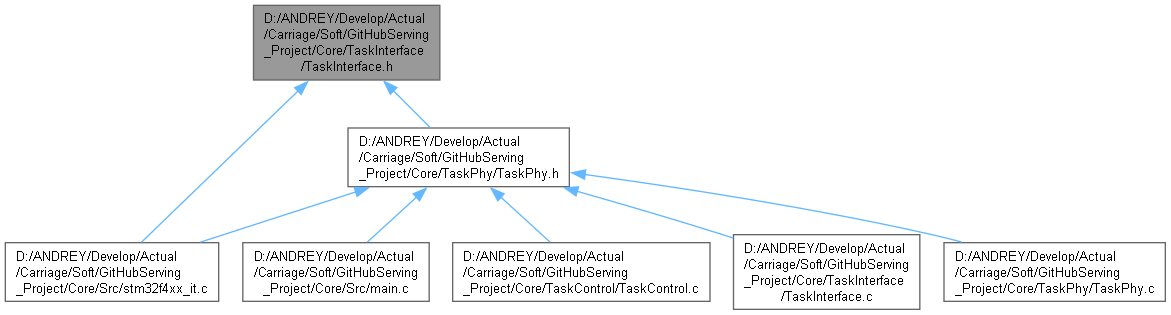 D:/ANDREY/Develop/Actual
/Carriage/Soft/GitHubServing
_Project/Core/TaskInterface
/TaskInterface.h
D:/ANDREY/Develop/Actual
/Carriage/Soft/GitHubServing
_Project/Core/TaskPhy/TaskPhy.h
D:/ANDREY/Develop/Actual
/Carriage/Soft/GitHubServing
_Project/Core/Src/stm32f4xx_it.c
D:/ANDREY/Develop/Actual
/Carriage/Soft/GitHubServing
_Project/Core/Src/main.c
D:/ANDREY/Develop/Actual
/Carriage/Soft/GitHubServing
_Project/Core/TaskControl/TaskControl.c
D:/ANDREY/Develop/Actual
/Carriage/Soft/GitHubServing
_Project/Core/TaskInterface
/TaskInterface.c
D:/ANDREY/Develop/Actual
/Carriage/Soft/GitHubServing
_Project/Core/TaskPhy/TaskPhy.c